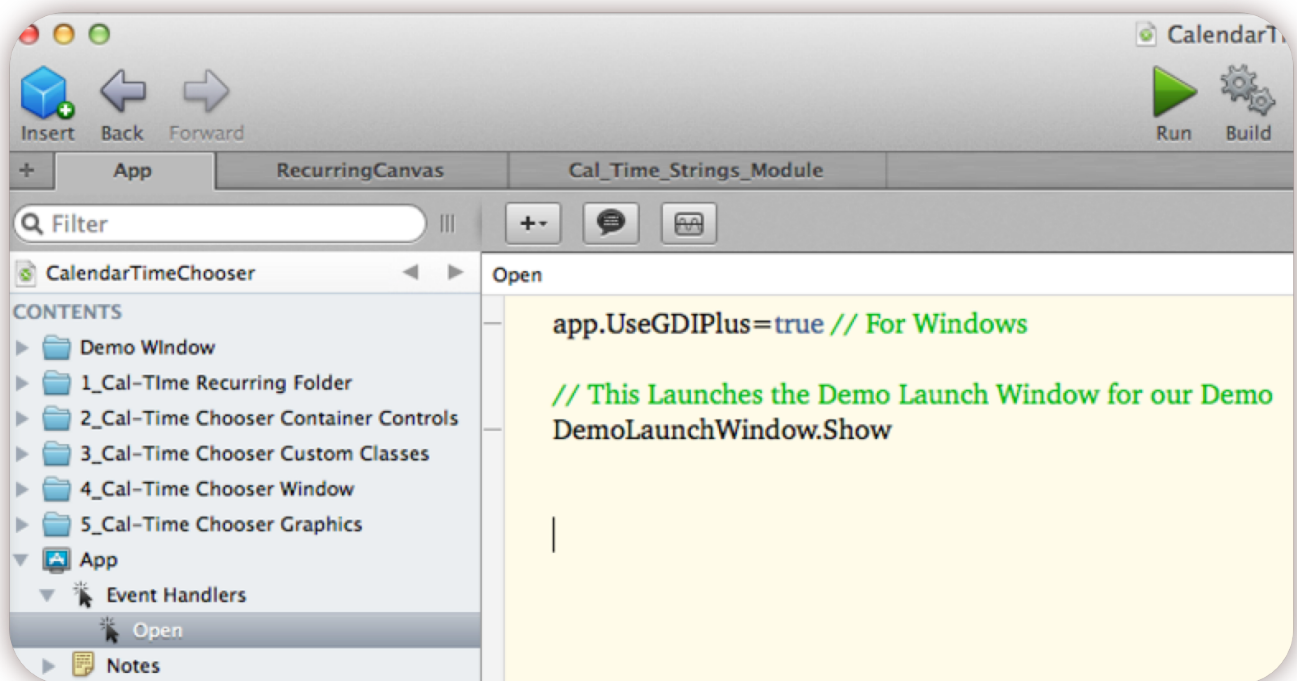 CalendarTi
Insert Back Forward Run Build
+ App RecurringCanvas Cal_Time_Strings_Module
Filter
CalendarTimeChooser
Open
CONTENTS
Demo WIndow
1_Cal-TIme Recurring Folder
2_Cal-Time Chooser Container Controls
3_Cal-Time Chooser Custom Classes
4_Cal-Time Chooser Window
5_Cal-Time Chooser Graphics
App
Event Handlers
Open
Notes
app.UseGDIPlus=true // For Windows
// This Launches the Demo Launch Window for our Demo
DemoLaunchWindow.Show